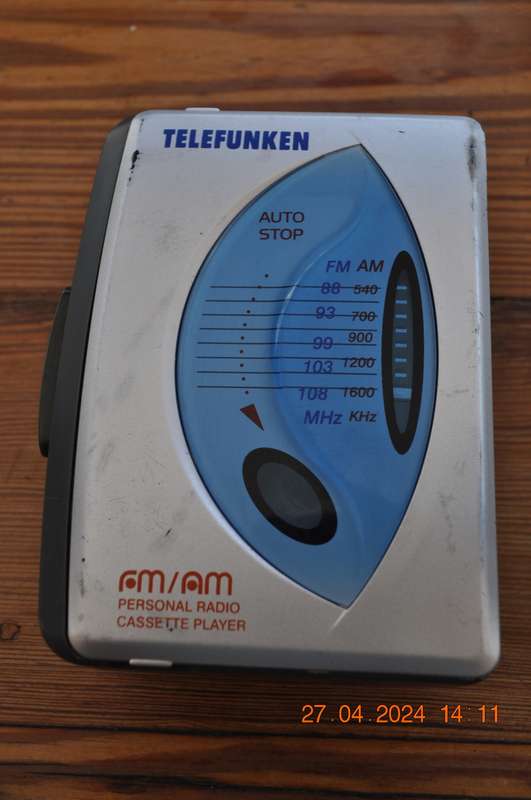 TELEFUNKEN
AUTO
STOP
FM AM
88 540
93 700
99 900
103 1200
108 1600
MHz KHz
FM/AM
PERSONAL RADIO
CASSETTE PLAYER
27.04.2024 14:11